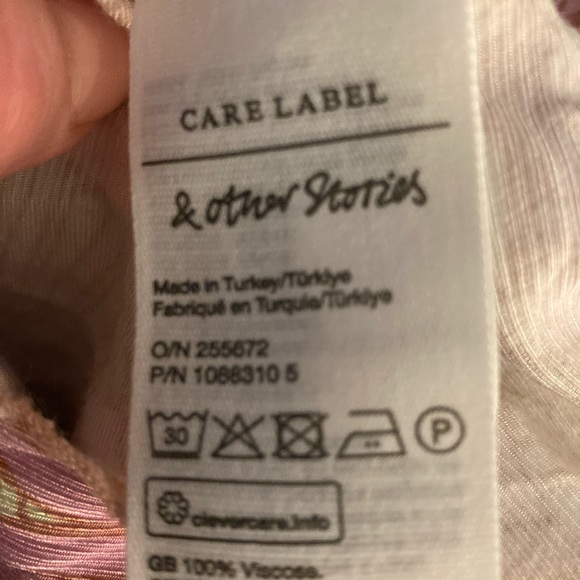 CARE LABEL
& other Stories
Made in Turkey/Türkiye
Fabriqué en Turquie/Türkiye
O/N 255672
P/N 1088310 5
30
P
clevercare.info
GB 100% Viscose.